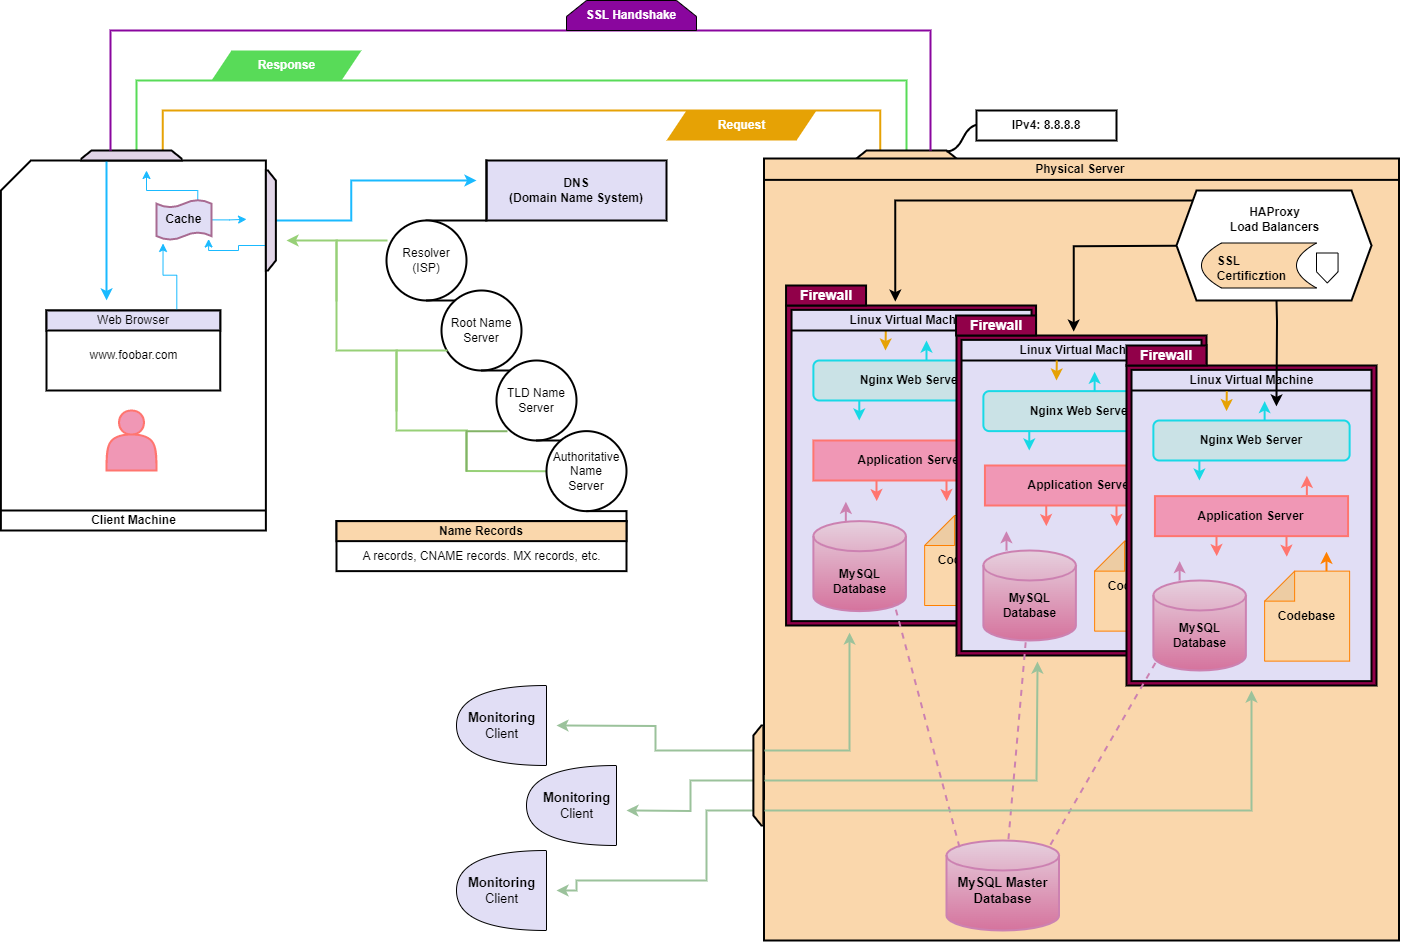 SSL Handshake
Response
Request
IPv4: 8.8.8.8
Physical Server
DNS
(Domain Name System)
Cache
HAProxy
Load Balancers
SSL
Certificztion
Resolver
(ISP)
Root Name
Server
TLD Name
Server
Authoritative
Name
Server
Web Browser
www.foobar.com
Client Machine
Name Records
A records, CNAME records. MX records, etc.
Firewall
Linux Virtual Mach
Nginx Web Serve
Application Serve
MySQL
Database
Co
Firewall
Linux Virtual Mach
Nginx Web Serve
Application Serve
MySQL
Database
Co
Firewall
Linux Virtual Machine
Nginx Web Server
Application Server
MySQL
Database
Codebase
Monitoring
Client
Monitoring
Client
Monitoring
Client
MySQL Master
Database